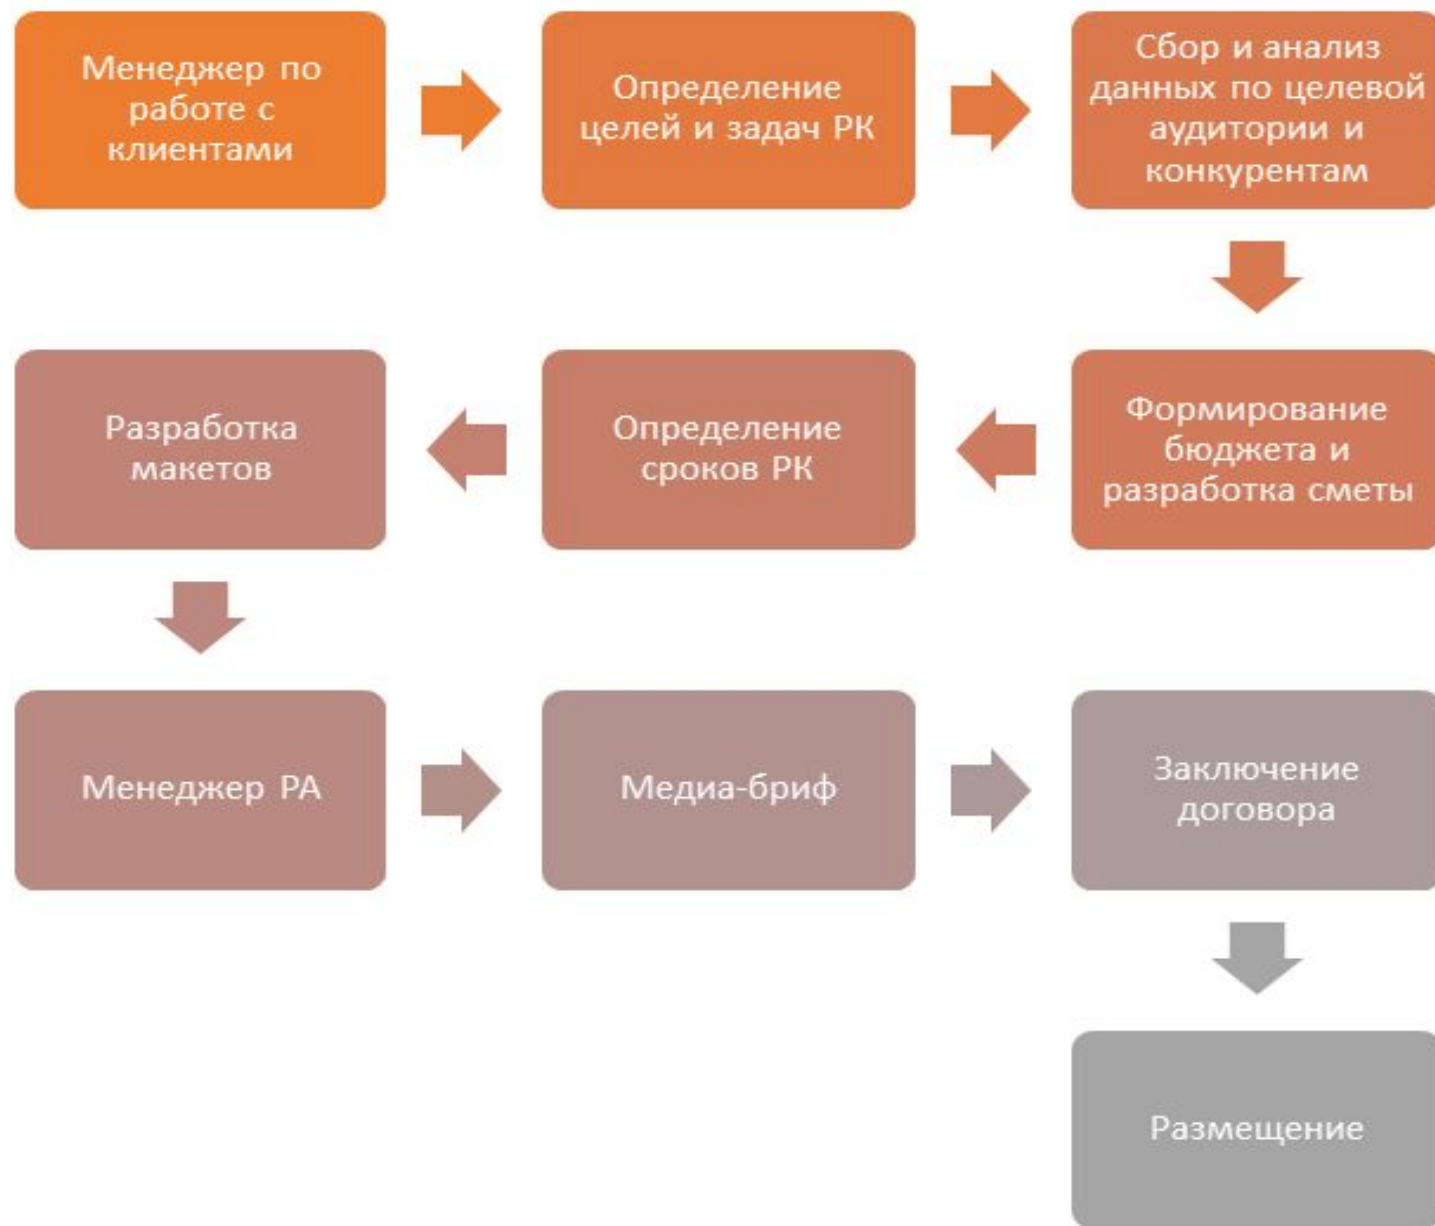 Менеджер по
работе с
клиентами
Определение
целей и задач РК
Сбор и анализ
данных по целевой
аудитории и
конкурентам
Формирование
бюджета и
разработка сметы
Определение
сроков РК
Разработка
макетов
Менеджер РА
Медиа-бриф
Заключение
договора
Размещение